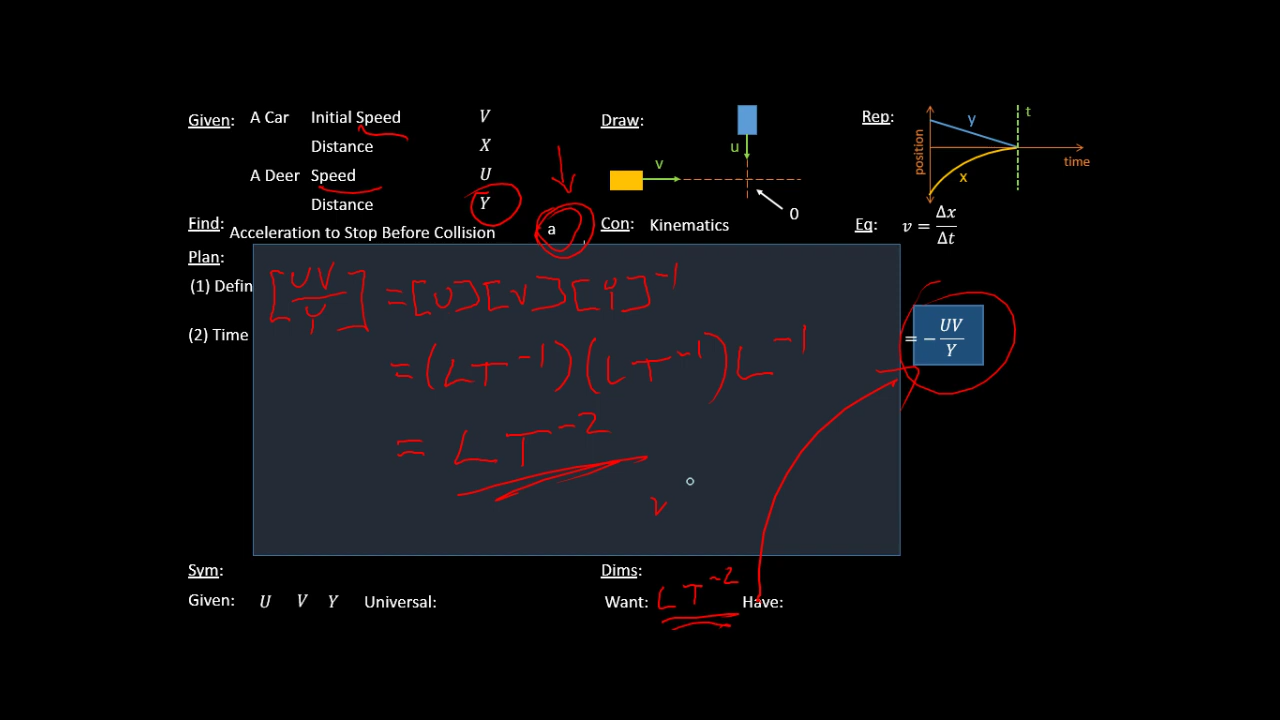 Given: A Car Initial Speed V
Distance X
A Deer Speed U
Distance Y
Find: Acceleration to Stop Before Collision a
Plan:
(1) Defin
(2) Time
[UV/Y] = [U][V][Y]⁻¹
= (LT⁻¹)(LT⁻¹)L⁻¹
= LT⁻²
v
Draw:
u
v
0
Con: Kinematics
Rep:
position
y
x
t
time
Eq: v = Δx/Δt
= - UV/Y
Sym:
Given: U V Y Universal:
Dims:
Want: LT⁻² Have: